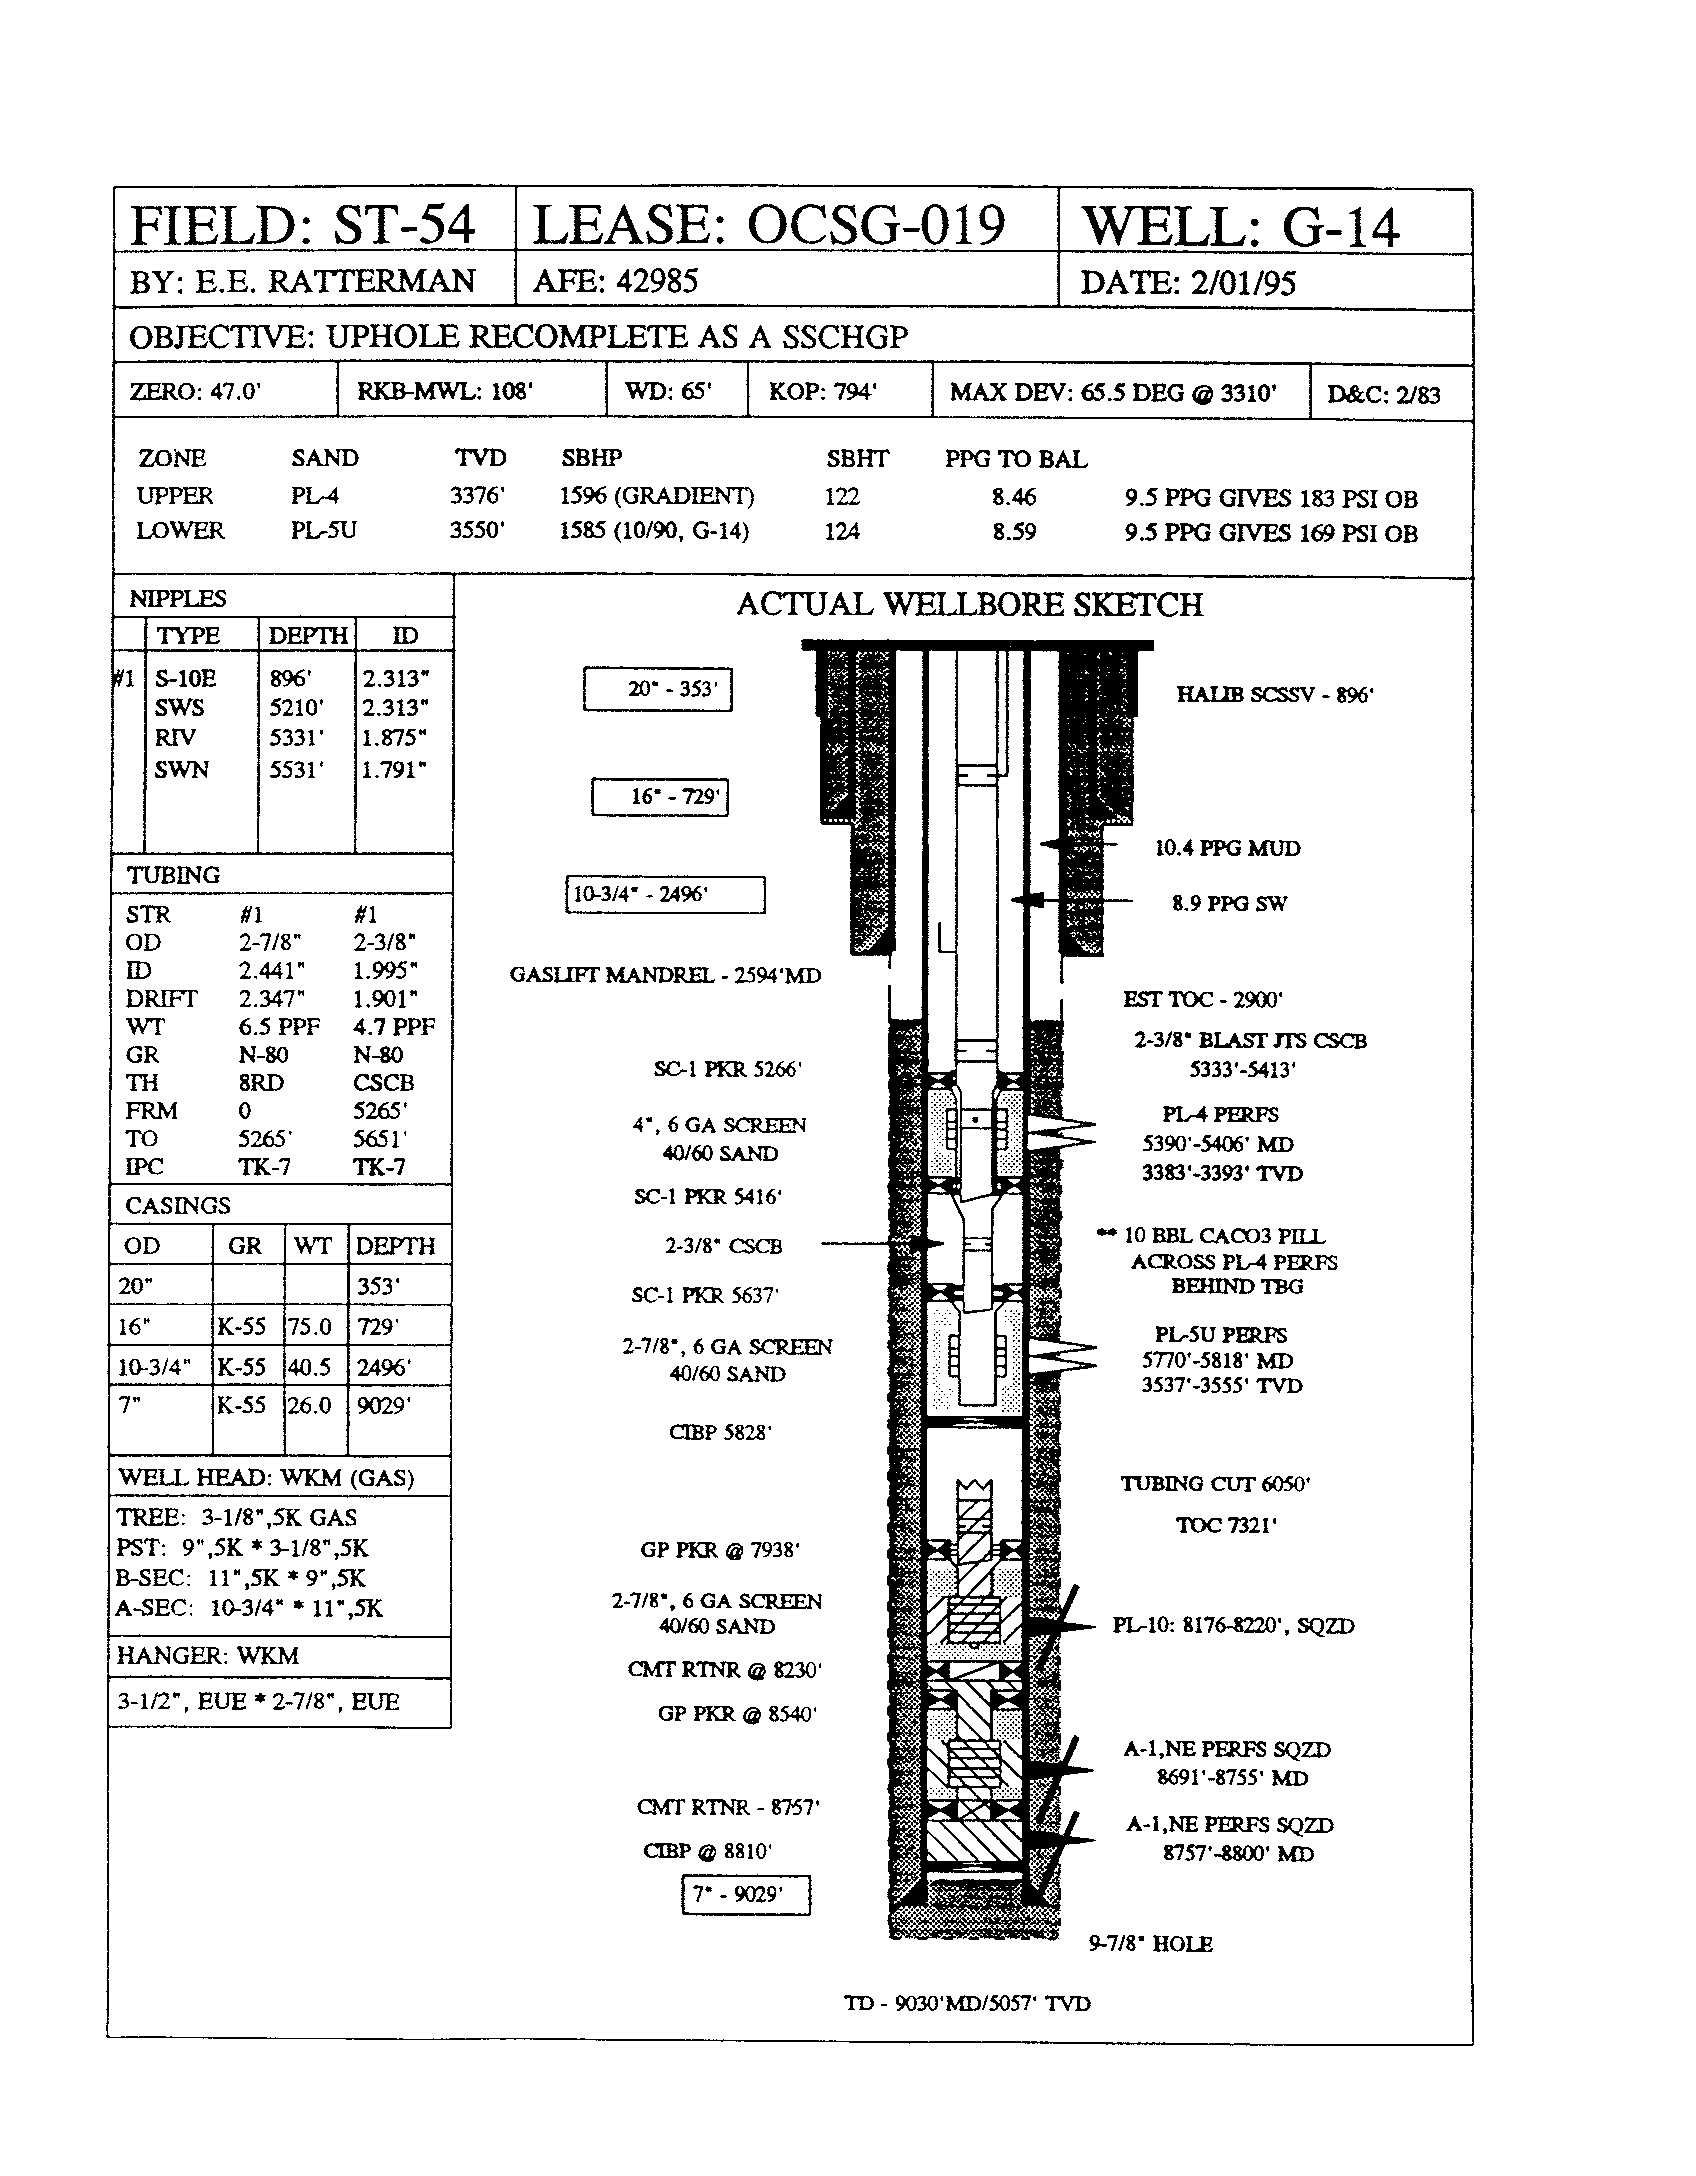 FIELD: ST-54 LEASE: OCSG-019 WELL: G-14
BY: E.E. RATTERMAN AFE: 42985 DATE: 2/01/95
OBJECTIVE: UPHOLE RECOMPLETE AS A SSCHGP
ZERO: 47.0' RKB-MWL: 108' WD: 65' KOP: 794' MAX DEV: 65.5 DEG @ 3310' D&C: 2/83
ZONE SAND TVD SBHP SBHT PPG TO BAL
UPPER PL-4 3376' 1596 (GRADIENT) 122 8.46 9.5 PPG GIVES 183 PSI OB
LOWER PL-5U 3550' 1585 (10/90, G-14) 124 8.59 9.5 PPG GIVES 169 PSI OB
NIPPLES
TYPE DEPTH ID
#1 S-10E 896' 2.313"
SWS 5210' 2.313"
RIV 5331' 1.875"
SWN 5531' 1.791"
TUBING
STR #1 #1
OD 2-7/8" 2-3/8"
ID 2.441" 1.995"
DRIFT 2.347" 1.901"
WT 6.5 PPF 4.7 PPF
GR N-80 N-80
TH 8RD CSCB
FRM 0 5265'
TO 5265' 5651'
IPC TK-7 TK-7
CASINGS
OD GR WT DEPTH
20" 353'
16" K-55 75.0 729'
10-3/4" K-55 40.5 2496'
7" K-55 26.0 9029'
WELL HEAD: WKM (GAS)
TREE: 3-1/8",5K GAS
PST: 9",5K * 3-1/8",5K
B-SEC: 11",5K * 9",5K
A-SEC: 10-3/4" * 11",5K
HANGER: WKM
3-1/2", EUE * 2-7/8", EUE
ACTUAL WELLBORE SKETCH
20" - 353'
16" - 729'
10-3/4" - 2496'
GASLIFT MANDREL - 2594'MD
SC-1 PKR 5266'
4", 6 GA SCREEN
40/60 SAND
SC-1 PKR 5416'
2-3/8" CSCB
SC-1 PKR 5637'
2-7/8", 6 GA SCREEN
40/60 SAND
CIBP 5828'
GP PKR @ 7938'
2-7/8", 6 GA SCREEN
40/60 SAND
CMT RTNR @ 8230'
GP PKR @ 8540'
CMT RTNR - 8757'
CIBP @ 8810'
7" - 9029'
HALIB SCSSV - 896'
10.4 PPG MUD
8.9 PPG SW
EST TOC - 2900'
2-3/8" BLAST JTS CSCB
5333'-5413'
PL-4 PERFS
5390'-5406' MD
3383'-3393' TVD
** 10 BBL CACO3 PILL
ACROSS PL-4 PERFS
BEHIND TBG
PL-5U PERFS
5770'-5818' MD
3537'-3555' TVD
TUBING CUT 6050'
TOC 7321'
PL-10: 8176-8220', SQZD
A-1,NE PERFS SQZD
8691'-8755' MD
A-1,NE PERFS SQZD
8757'-8800' MD
9-7/8" HOLE
TD - 9030'MD/5057' TVD